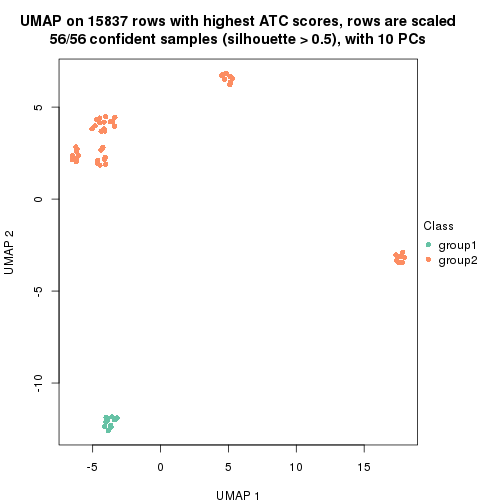 UMAP on 15837 rows with highest ATC scores, rows are scaled
56/56 confident samples (silhouette > 0.5), with 10 PCs
5
0
-5
-10
UMAP 2
-5
0
5
10
15
UMAP 1
Class
group1
group2